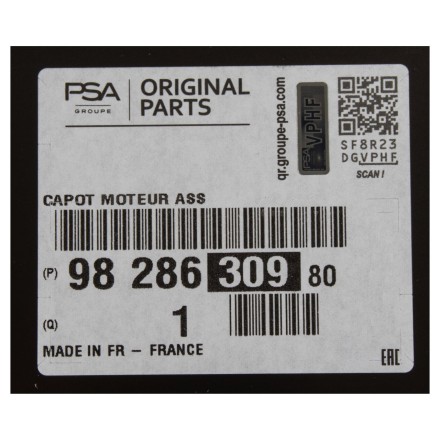 PSA
GROUPE
ORIGINAL
PARTS
qr.groupe-psa.com
PSA VPHF
SF8R23
DGVPHF
SCAN!
CAPOT MOTEUR ASS
(P) 98 286 309 80
(Q) 1
MADE IN FR - FRANCE
EAC